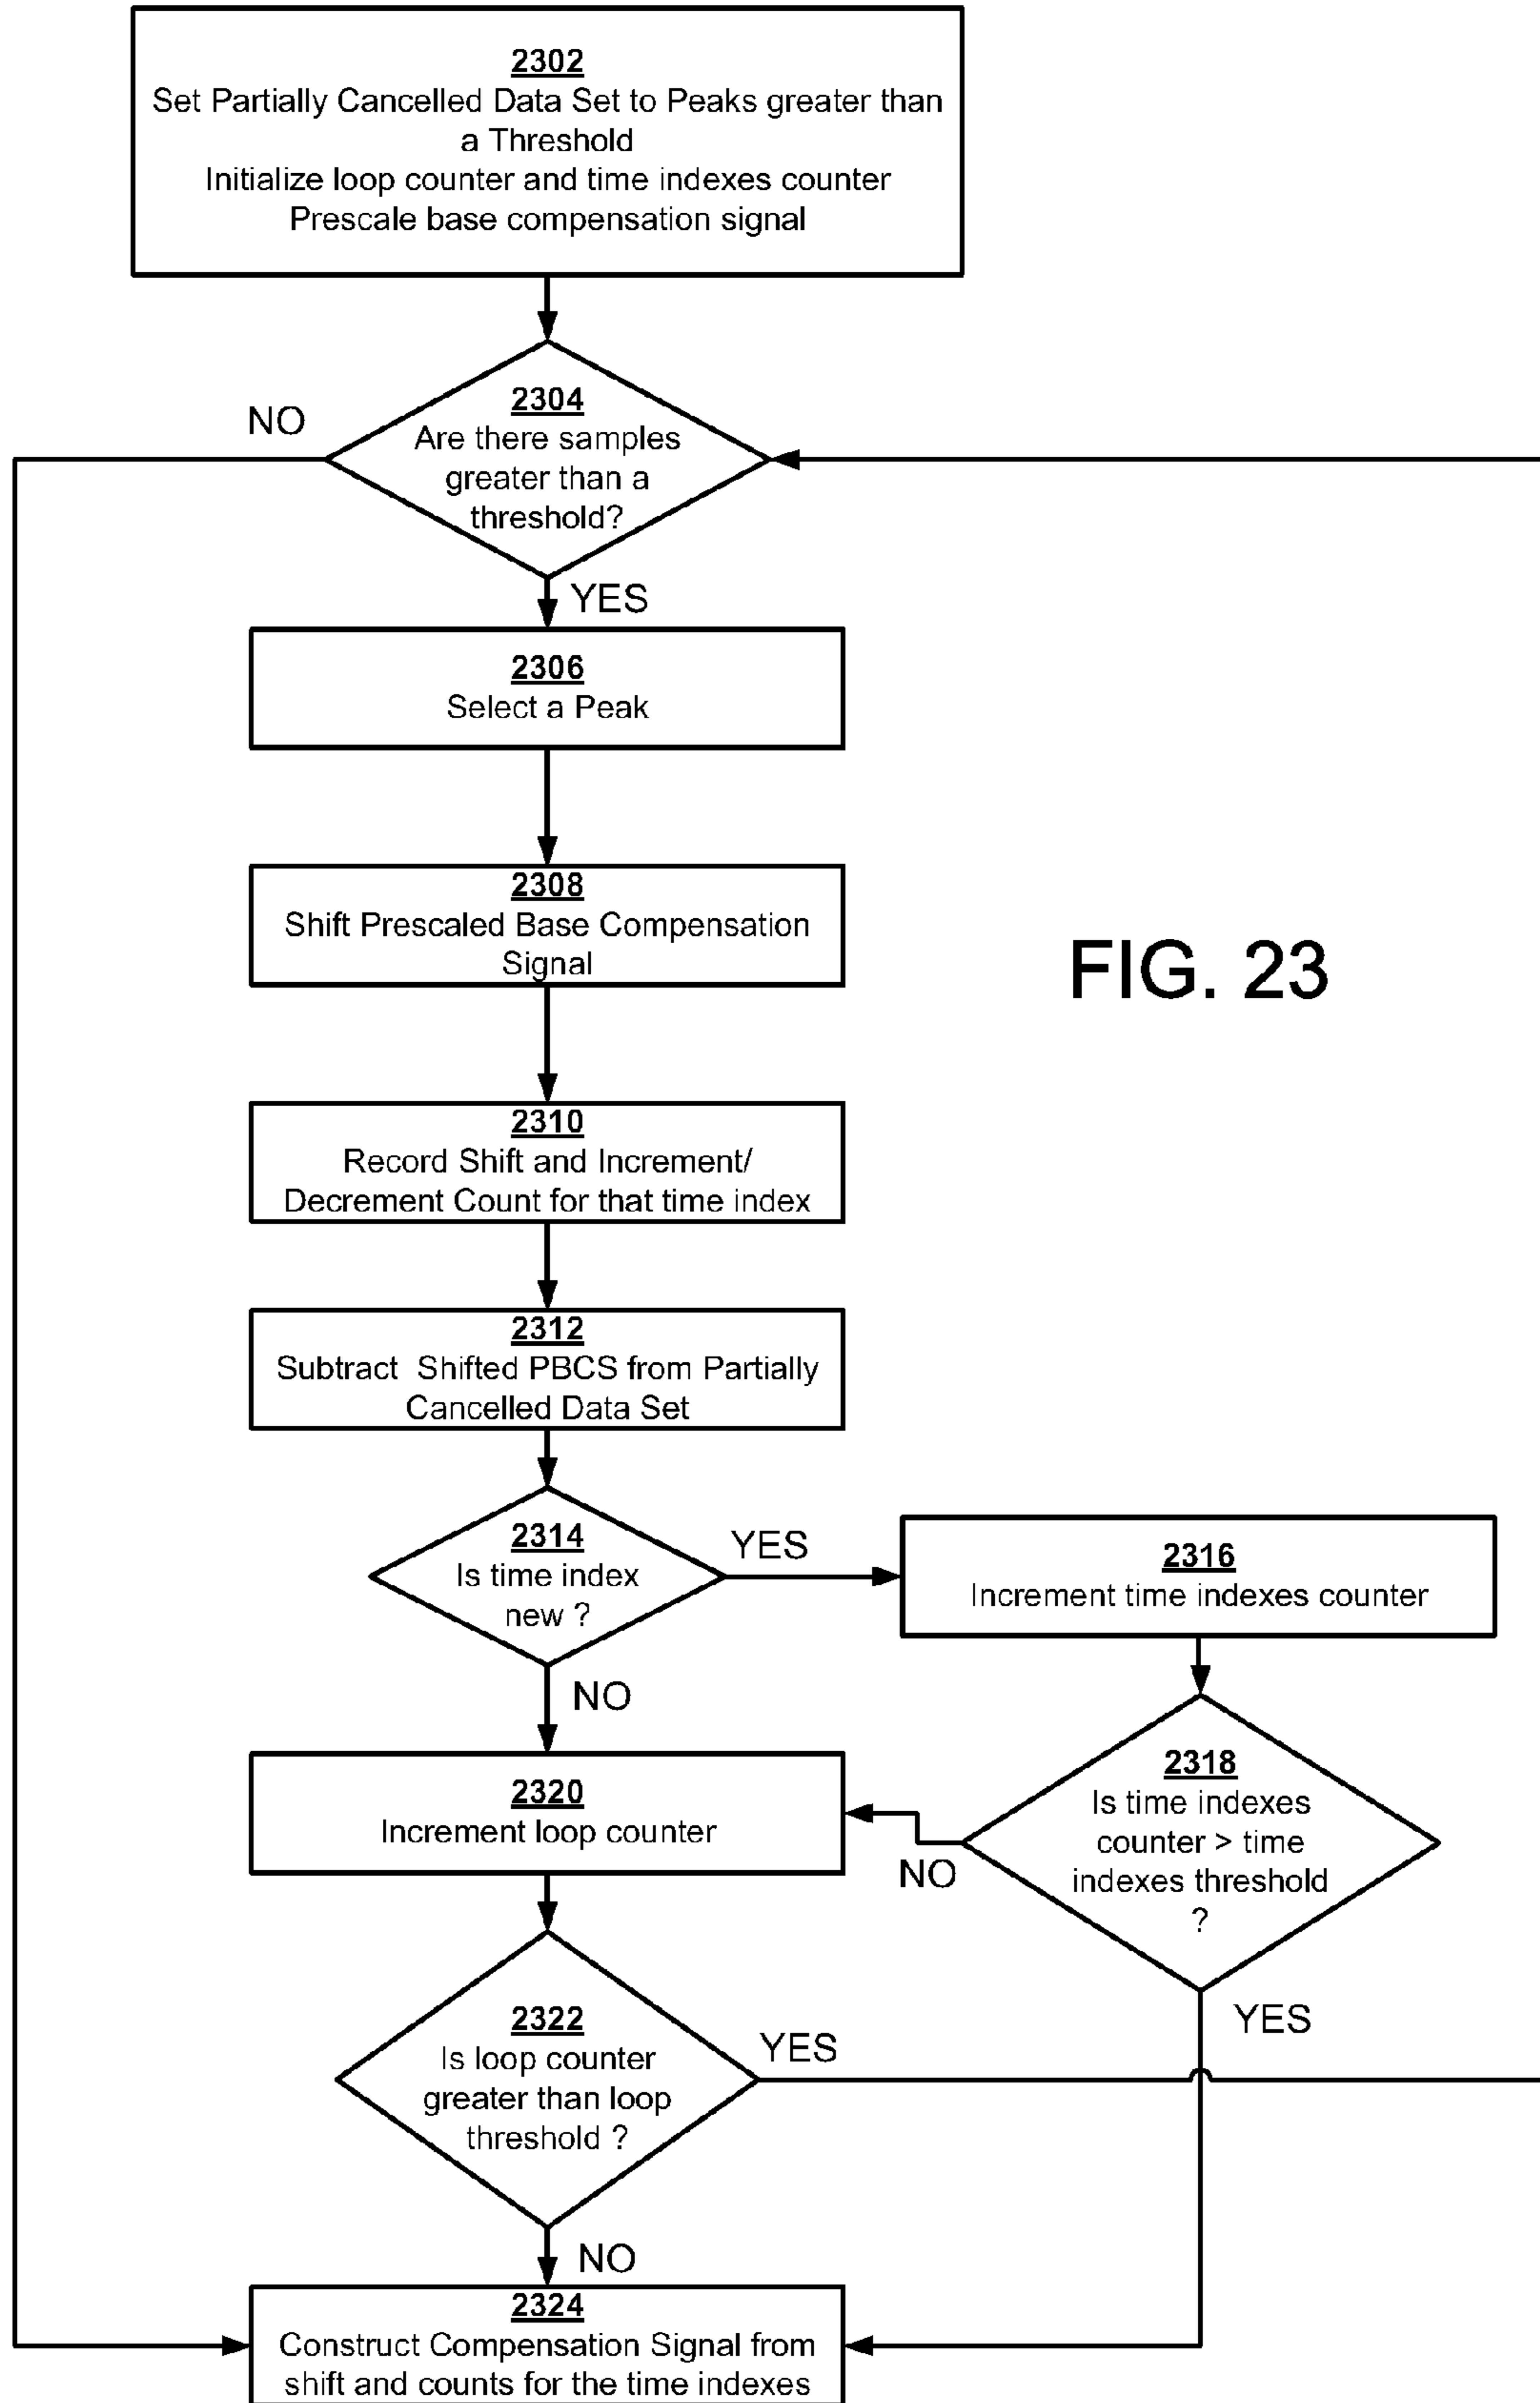 2302
Set Partially Cancelled Data Set to Peaks greater than
a Threshold
Initialize loop counter and time indexes counter
Prescale base compensation signal
NO
2304
Are there samples
greater than a
threshold?
YES
2306
Select a Peak
2308
Shift Prescaled Base Compensation
Signal
FIG. 23
2310
Record Shift and Increment/
Decrement Count for that time index
2312
Subtract Shifted PBCS from Partially
Cancelled Data Set
2314
Is time index
new ?
YES
2316
Increment time indexes counter
NO
2318
Is time indexes
counter > time
indexes threshold
?
NO
YES
2320
Increment loop counter
2322
Is loop counter
greater than loop
threshold ?
YES
NO
2324
Construct Compensation Signal from
shift and counts for the time indexes